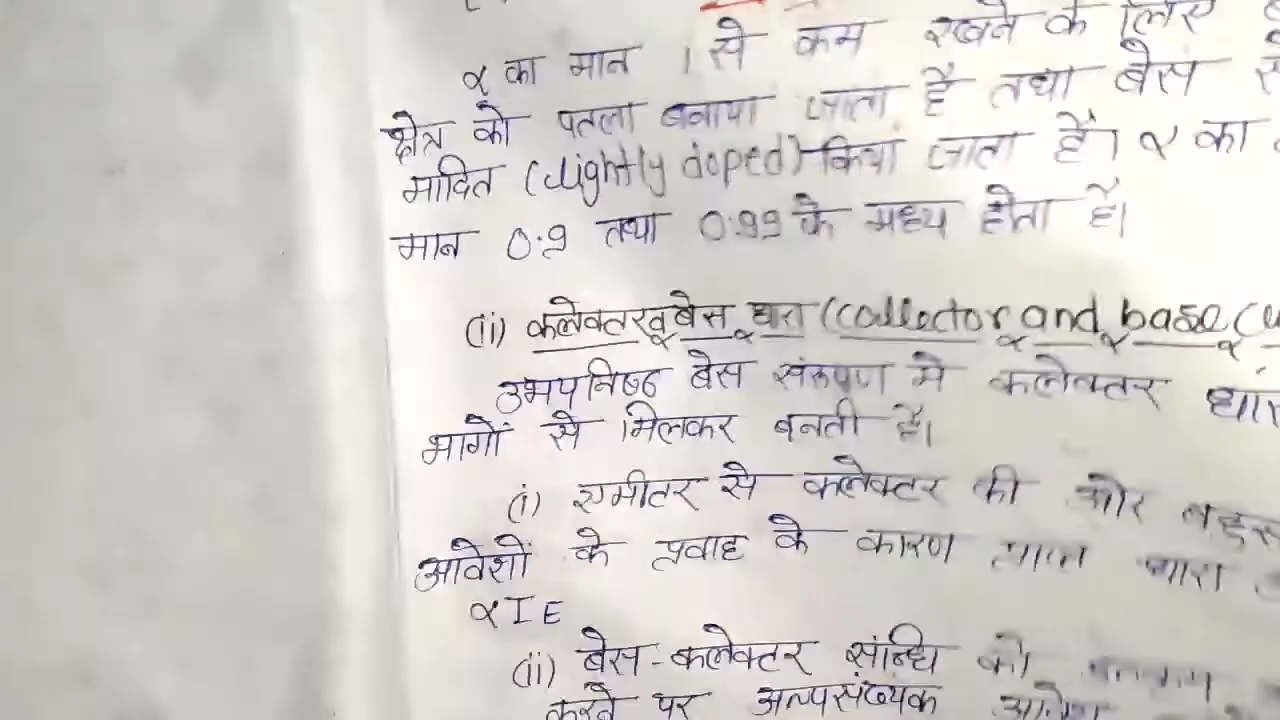 α का मान 1 से कम रखने के लिए
क्षेत्र को पतला बनाया जाता है तथा बेस
मादित (lightly doped) किया जाता है। α का
मान 0.9 तथा 0.99 के मध्य होता है।
(ii) कलेक्टर व बेस धारा (collector and base
उभयनिष्ठ बेस संरूपण मे कलेक्टर
भागों से मिलकर बनती है।
(i) एमीटर से कलेक्टर की ओर
आवेशों के प्रवाह के कारण धारा
αIE
(ii) बेस-कलेक्टर सन्धि को
करने पर अल्पसंख्यक